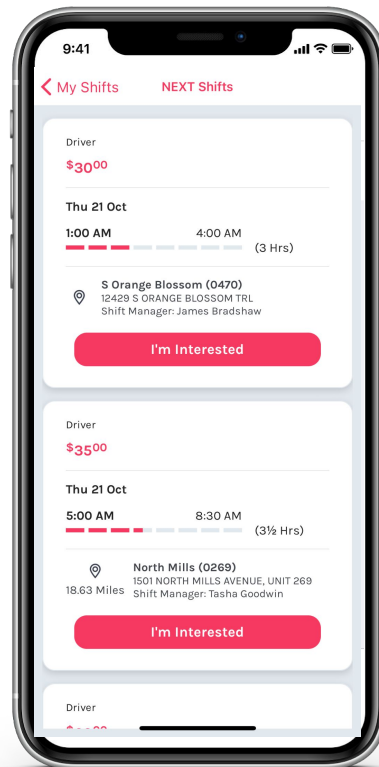 9:41
My Shifts NEXT Shifts
Driver
$30⁰⁰
Thu 21 Oct
1:00 AM 4:00 AM
(3 Hrs)
S Orange Blossom (0470)
12429 S ORANGE BLOSSOM TRL
Shift Manager: James Bradshaw
I'm Interested
Driver
$35⁰⁰
Thu 21 Oct
5:00 AM 8:30 AM
(3½ Hrs)
North Mills (0269)
1501 NORTH MILLS AVENUE, UNIT 269
18.63 Miles Shift Manager: Tasha Goodwin
I'm Interested
Driver